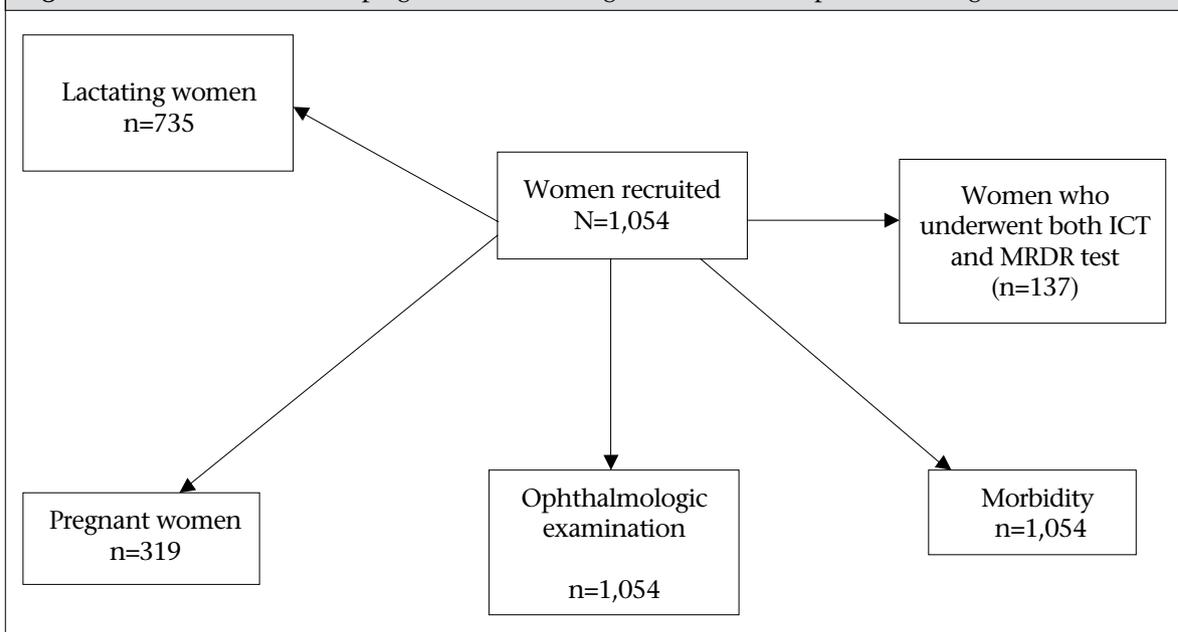 Lactating women
n=735
Women recruited
N=1,054
Women who
underwent both ICT
and MRDR test
(n=137)
Pregnant women
n=319
Ophthalmologic
examination
n=1,054
Morbidity
n=1,054